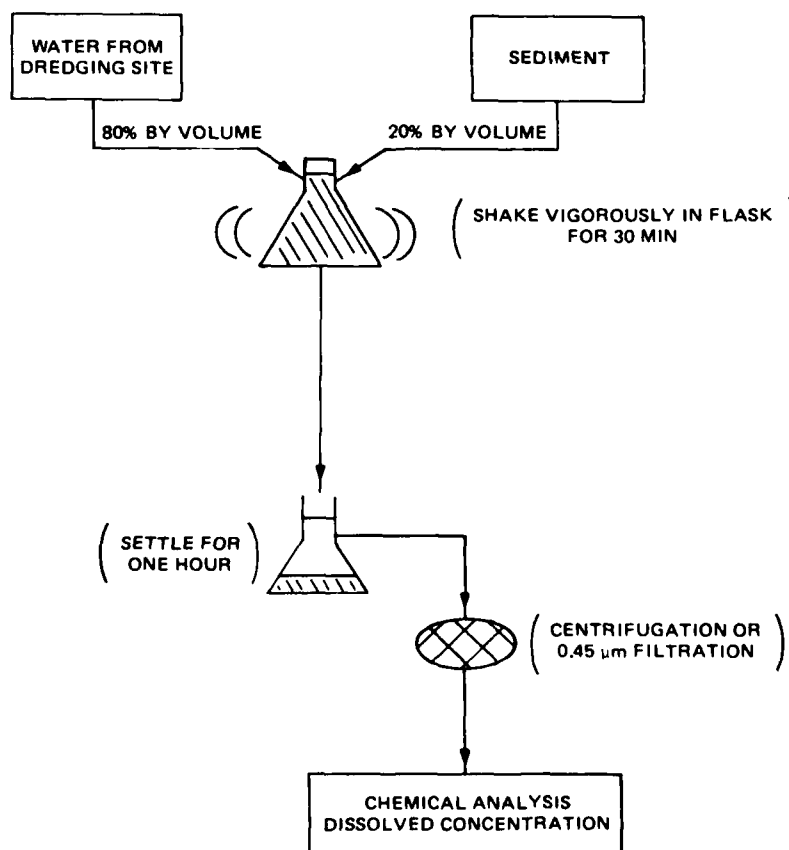 WATER FROM
DREDGING SITE
SEDIMENT
80% BY VOLUME
20% BY VOLUME
SHAKE VIGOROUSLY IN FLASK
FOR 30 MIN
SETTLE FOR
ONE HOUR
CENTRIFUGATION OR
0.45 μm FILTRATION
CHEMICAL ANALYSIS
DISSOLVED CONCENTRATION